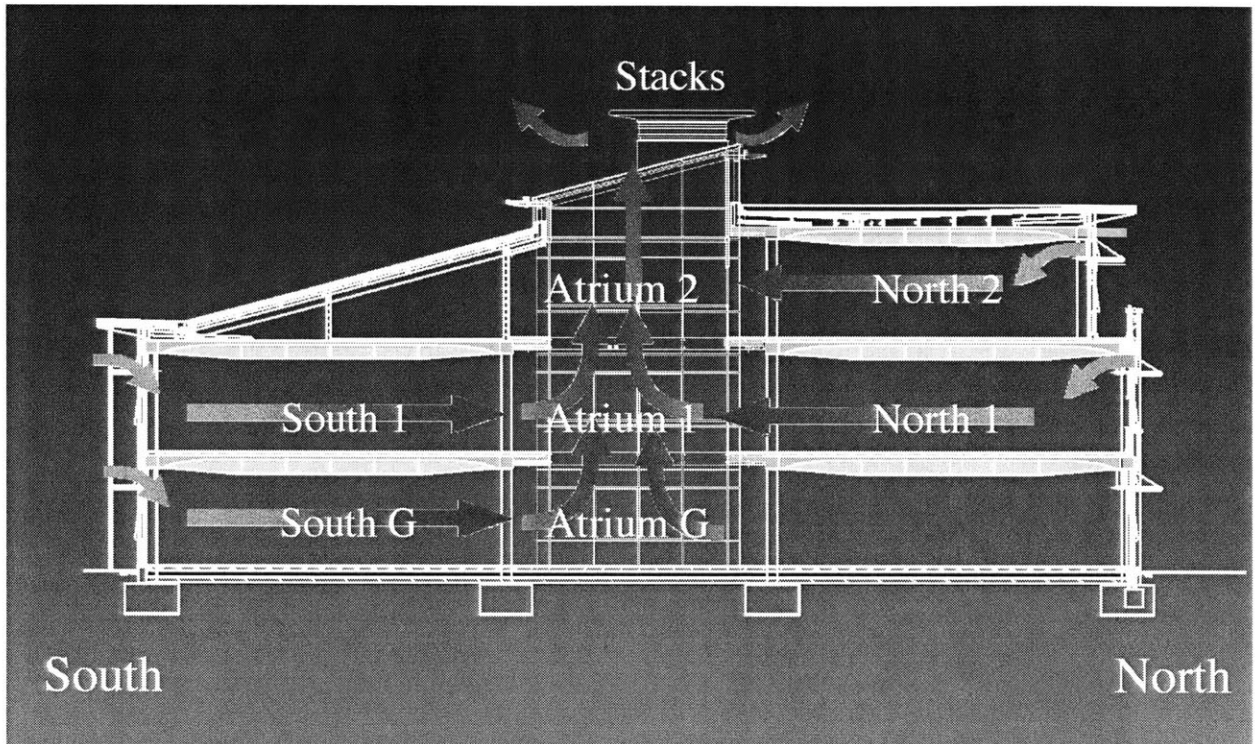 Stacks
Atrium 2
North 2
South 1
Atrium 1
North 1
South G
Atrium G
South
North